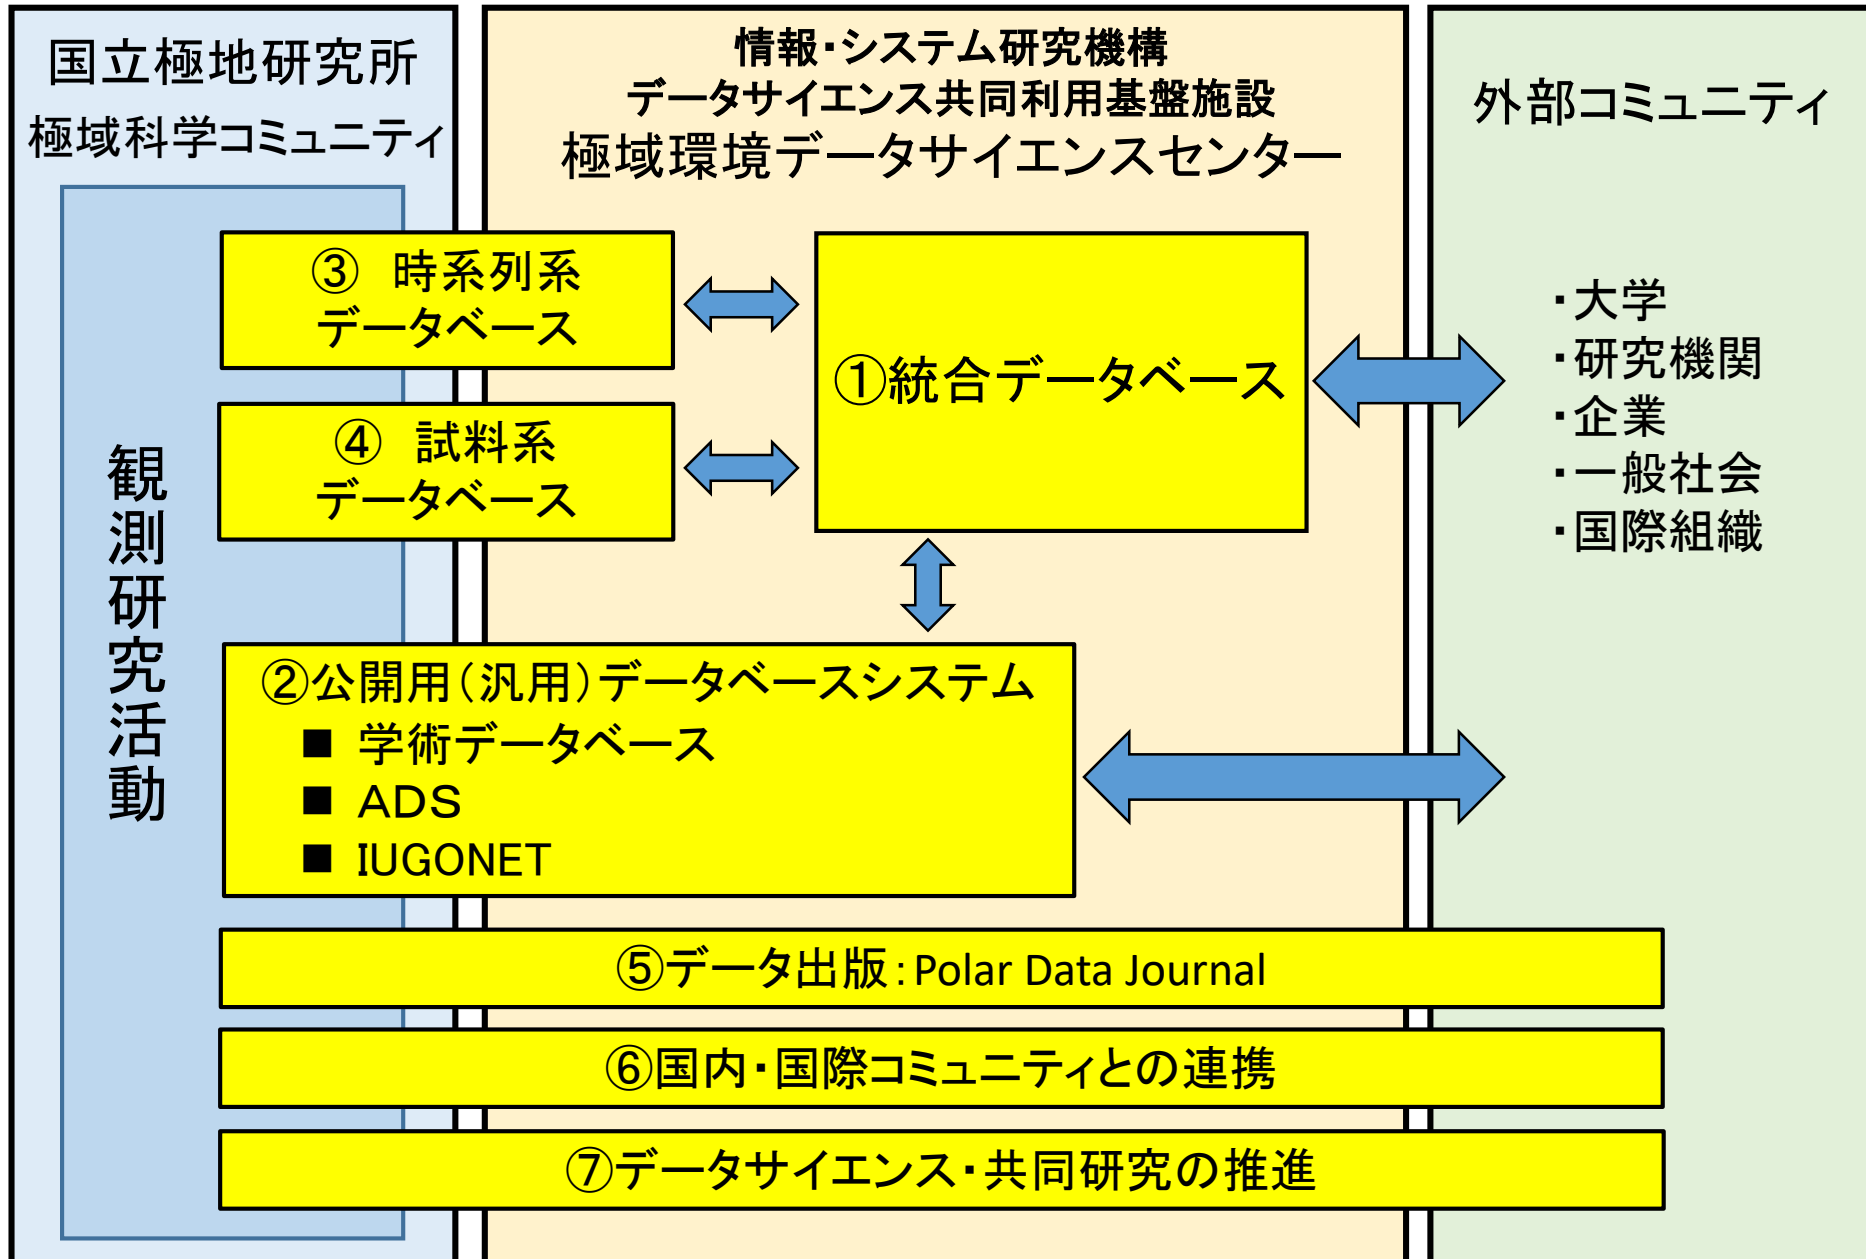 国立極地研究所
極域科学コミュニティ
観測研究活動
情報・システム研究機構
データサイエンス共同利用基盤施設
極域環境データサイエンスセンター
外部コミュニティ
③ 時系列系
データベース
④ 試料系
データベース
①統合データベース
・大学
・研究機関
・企業
・一般社会
・国際組織
②公開用(汎用)データベースシステム
■ 学術データベース
■ ADS
■ IUGONET
⑤データ出版:Polar Data Journal
⑥国内・国際コミュニティとの連携
⑦データサイエンス・共同研究の推進